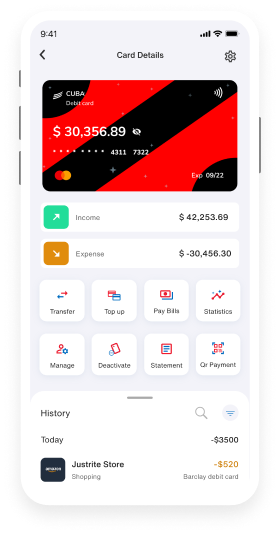 9:41
Card Details
CUBA
Debit card
$ 30,356.89
4311 7322
Exp 09/22
Income
$ 42,253.69
Expense
$ -30,456.30
Transfer
Top up
Pay Bills
Statistics
Manage
Deactivate
Statement
Qr Payment
History
Today
-$3500
amazon
Justrite Store
-$520
Shopping
Barclay debit card